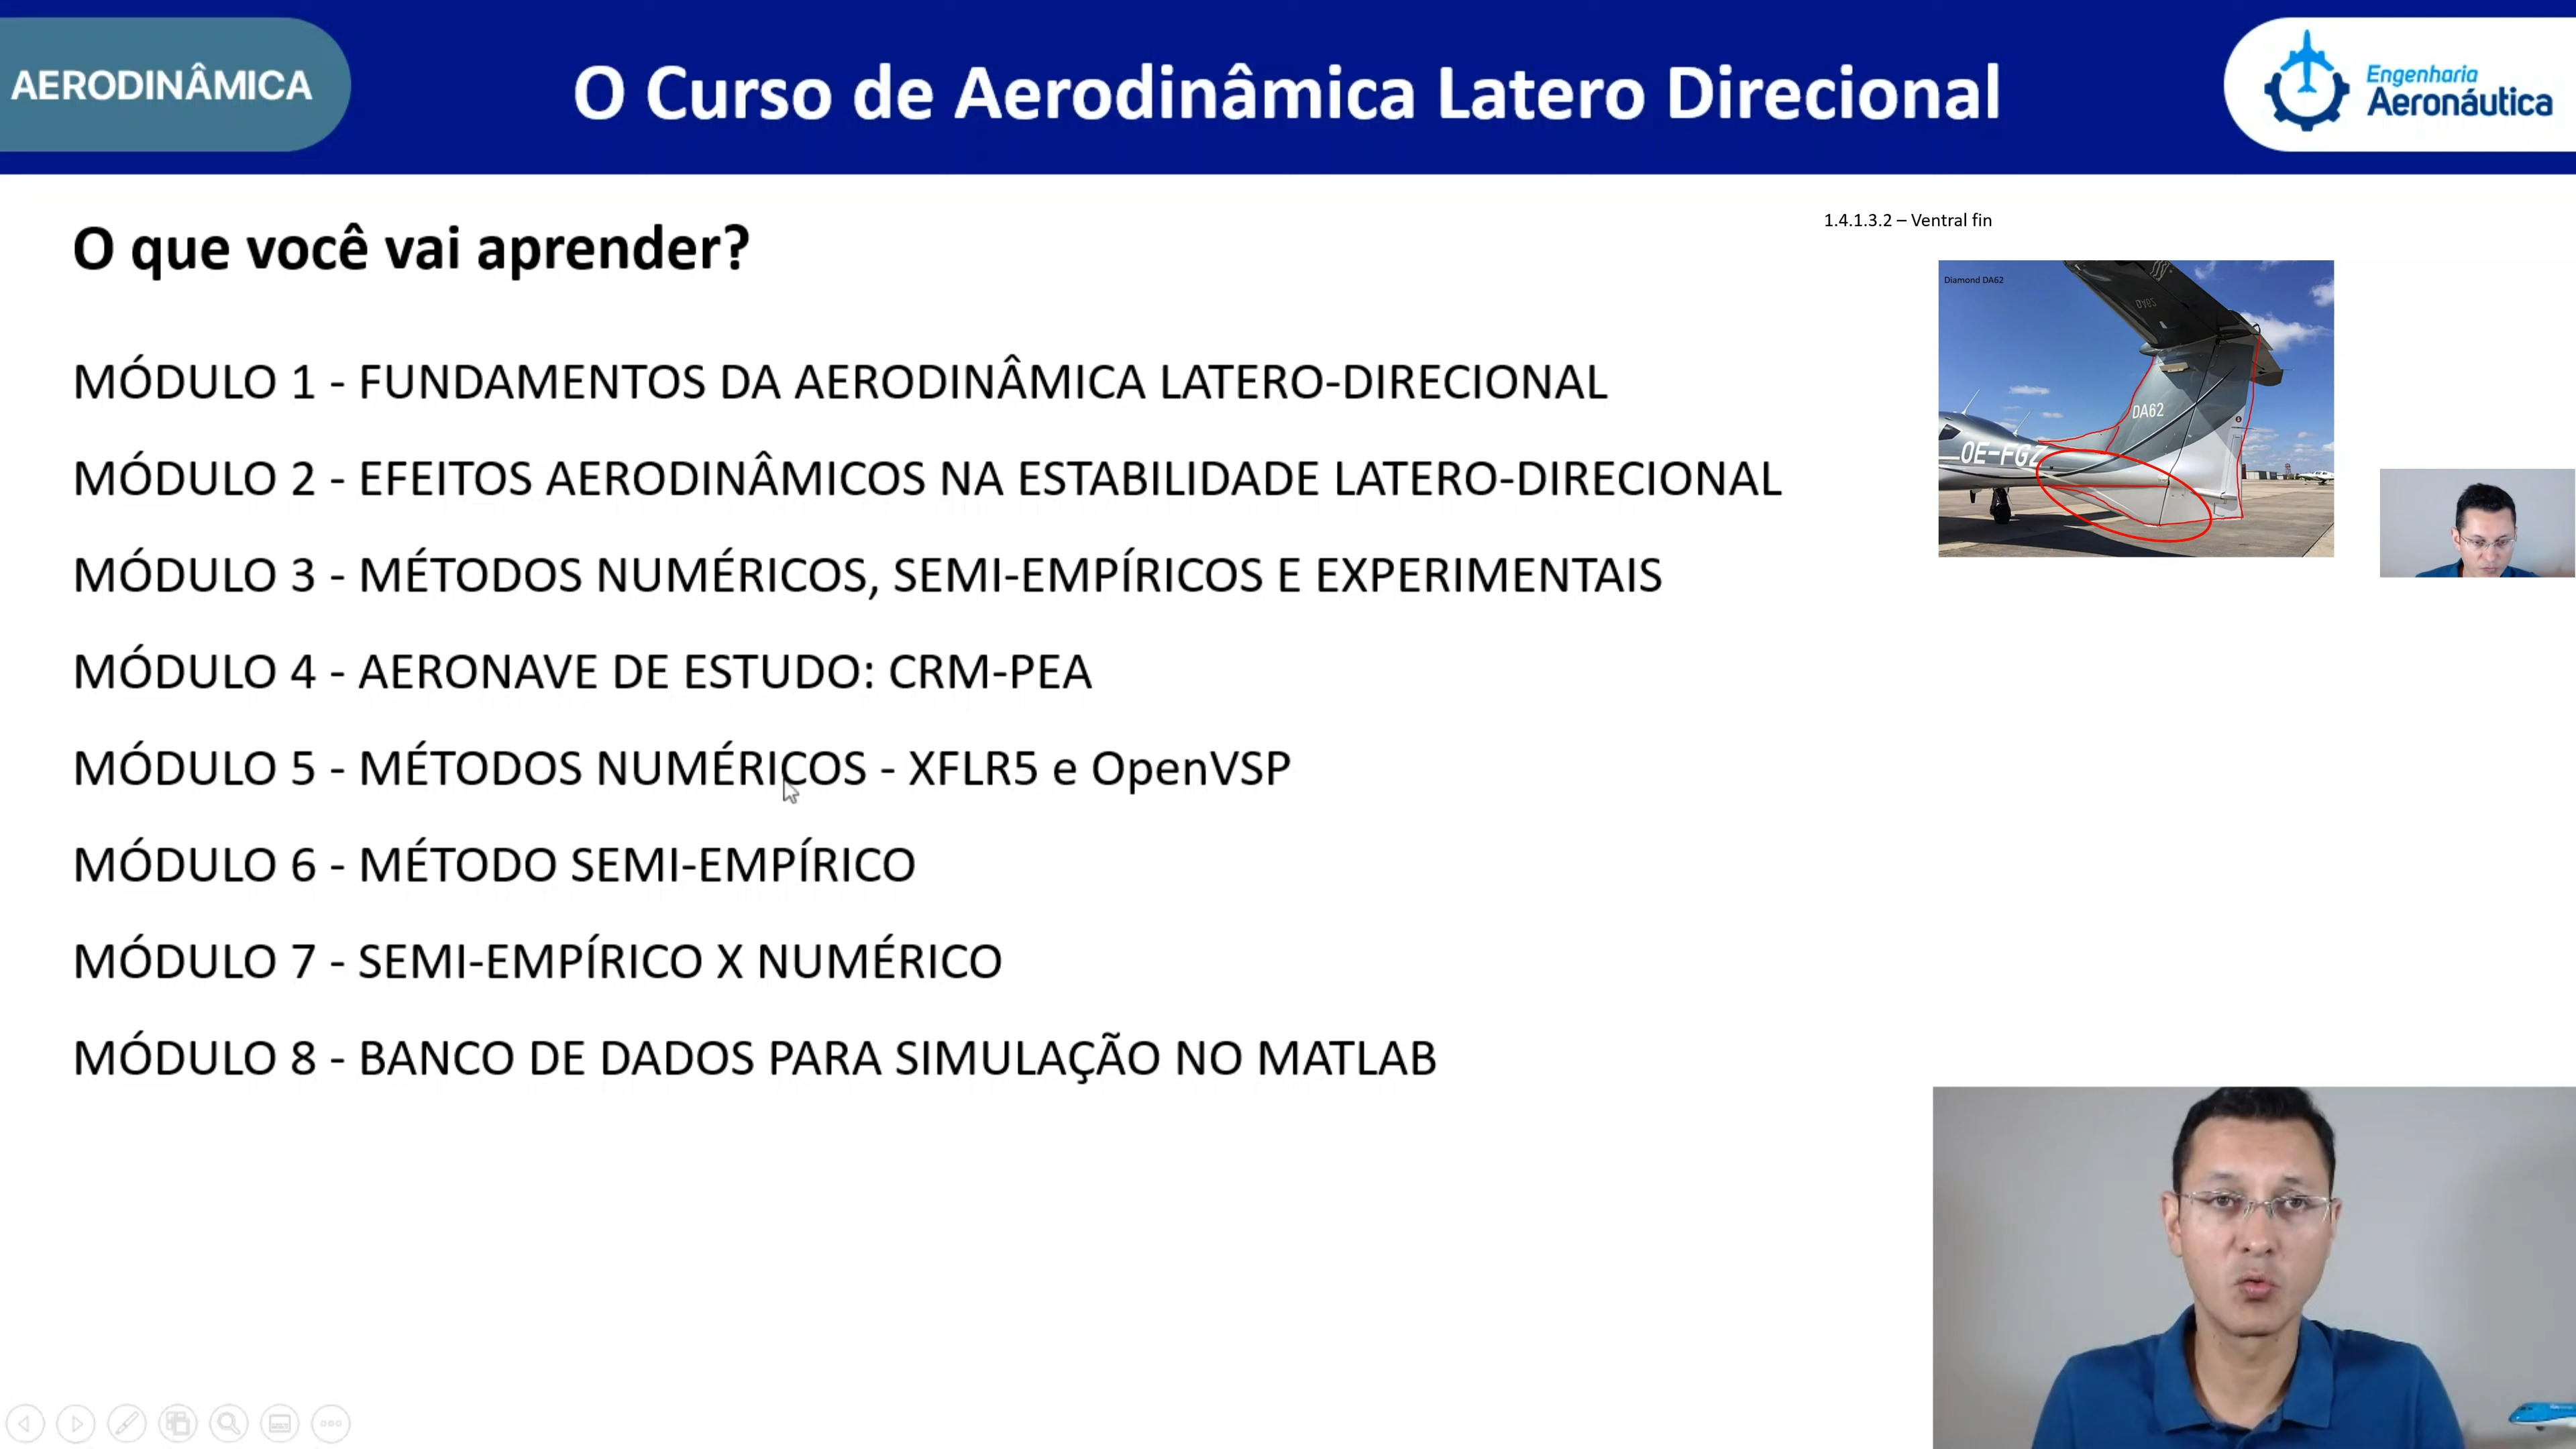 AERODINÂMICA
O Curso de Aerodinâmica Latero Direcional
Engenharia
Aeronáutica
O que você vai aprender?
1.4.1.3.2 – Ventral fin
Diamond DA62
DA62
OE-FGZ
MÓDULO 1 - FUNDAMENTOS DA AERODINÂMICA LATERO-DIRECIONAL
MÓDULO 2 - EFEITOS AERODINÂMICOS NA ESTABILIDADE LATERO-DIRECIONAL
MÓDULO 3 - MÉTODOS NUMÉRICOS, SEMI-EMPÍRICOS E EXPERIMENTAIS
MÓDULO 4 - AERONAVE DE ESTUDO: CRM-PEA
MÓDULO 5 - MÉTODOS NUMÉRICOS - XFLR5 e OpenVSP
MÓDULO 6 - MÉTODO SEMI-EMPÍRICO
MÓDULO 7 - SEMI-EMPÍRICO X NUMÉRICO
MÓDULO 8 - BANCO DE DADOS PARA SIMULAÇÃO NO MATLAB